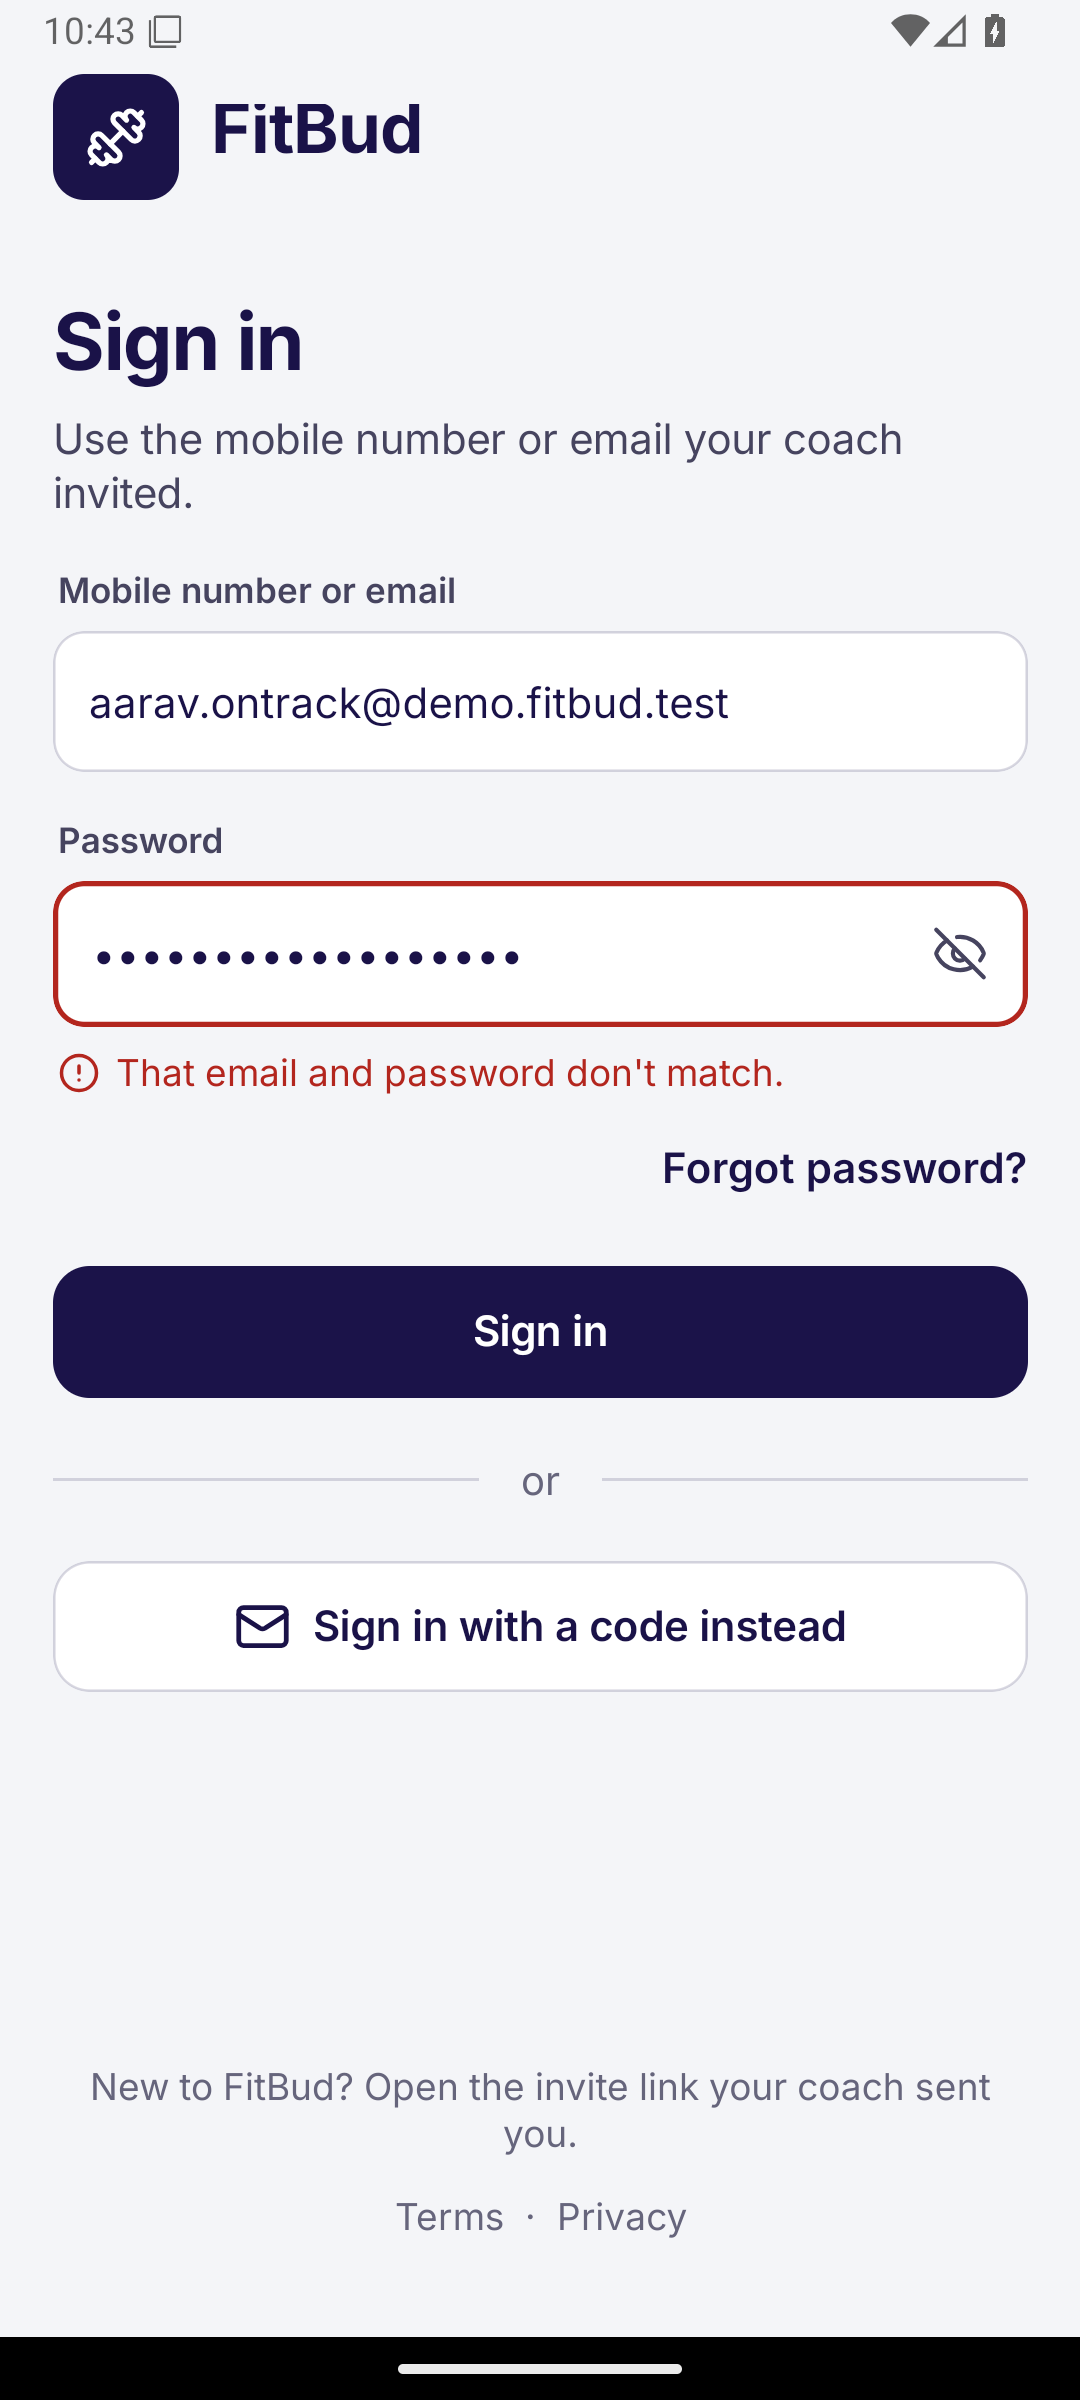 10:43
FitBud
Sign in
Use the mobile number or email your coach
invited.
Mobile number or email
aarav.ontrack@demo.fitbud.test
Password
••••••••••••••••••
That email and password don't match.
Forgot password?
Sign in
or
Sign in with a code instead
New to FitBud? Open the invite link your coach sent
you.
Terms · Privacy